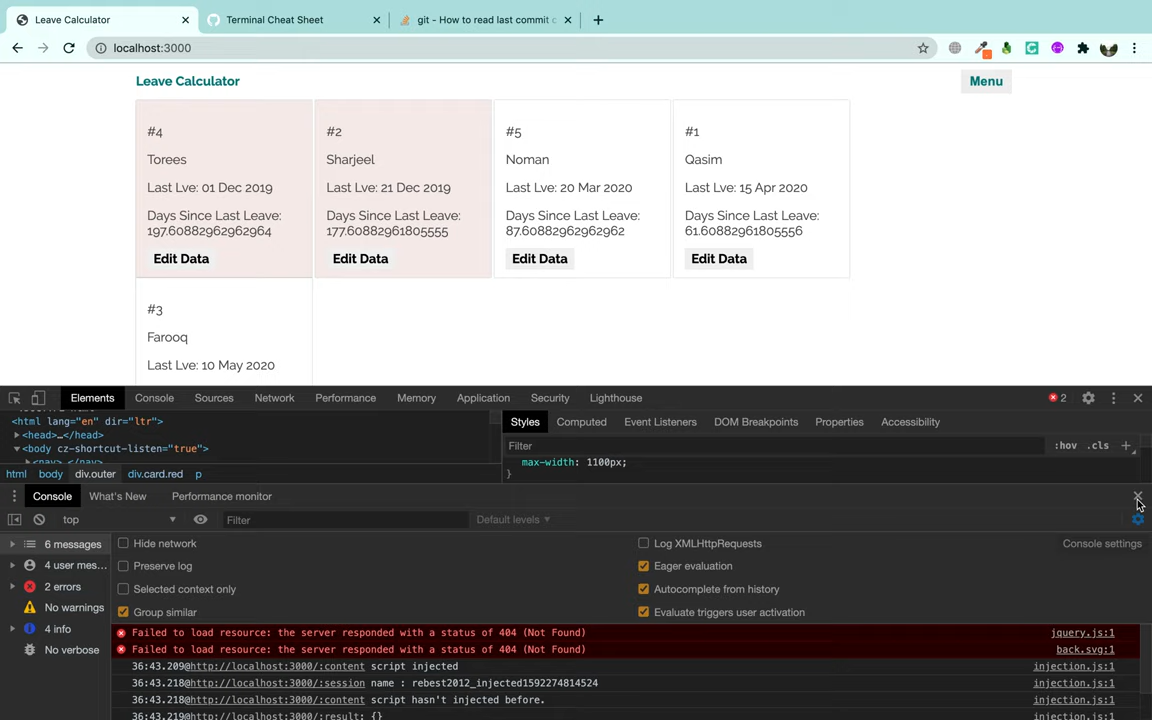 Leave Calculator
Terminal Cheat Sheet
git - How to read last commit c
localhost:3000
Leave Calculator
Menu
#4
Torees
Last Lve: 01 Dec 2019
Days Since Last Leave:
197.60882962962964
Edit Data
#2
Sharjeel
Last Lve: 21 Dec 2019
Days Since Last Leave:
177.60882961805555
Edit Data
#5
Noman
Last Lve: 20 Mar 2020
Days Since Last Leave:
87.60882962962962
Edit Data
#1
Qasim
Last Lve: 15 Apr 2020
Days Since Last Leave:
61.60882961805556
Edit Data
#3
Farooq
Last Lve: 10 May 2020
Elements Console Sources Network Performance Memory Application Security Lighthouse 2
<html lang="en" dir="ltr">
<head>…</head>
<body cz-shortcut-listen="true">
<nav>…</nav>
html body div.outer div.card.red p
Styles Computed Event Listeners DOM Breakpoints Properties Accessibility
Filter :hov .cls +
max-width: 1100px;
}
Console What's New Performance monitor
top Filter Default levels
6 messages
4 user mes...
2 errors
No warnings
4 info
No verbose
Hide network
Preserve log
Selected context only
Group similar
Log XMLHttpRequests
Eager evaluation
Autocomplete from history
Evaluate triggers user activation
Console settings
Failed to load resource: the server responded with a status of 404 (Not Found) jquery.js:1
Failed to load resource: the server responded with a status of 404 (Not Found) back.svg:1
36:43.209@http://localhost:3000/:content script injected injection.js:1
36:43.218@http://localhost:3000/:session name : rebest2012_injected1592274814524 injection.js:1
36:43.218@http://localhost:3000/:content script hasn't injected before. injection.js:1
36:43.219@http://localhost:3000/:result: {} injection.js:1